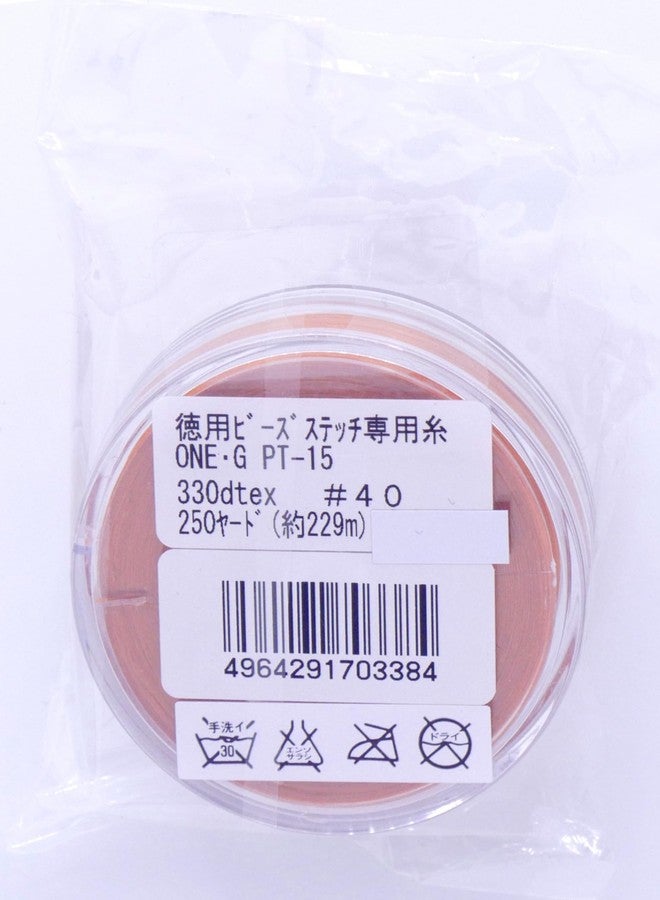 徳用ﾋﾞｰｽﾞｽﾃｯﾁ専用糸
ONE･G PT-15
330dtex #40
250ﾔｰﾄﾞ(約229m)
4964291703384
手洗イ
30
エンソ
サラシ
ドライ